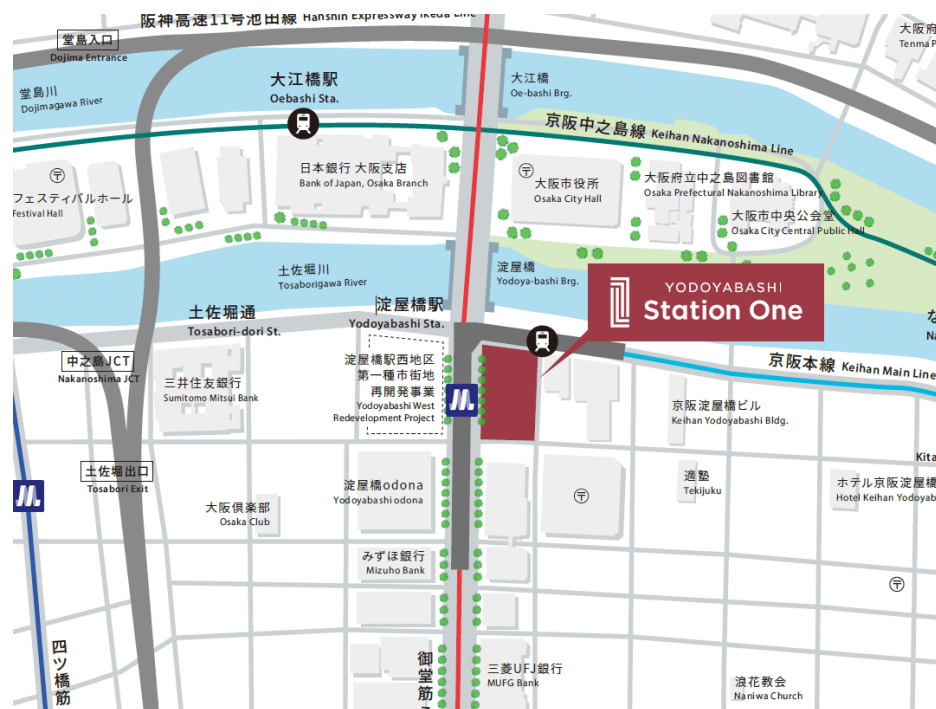 阪神高速11号池田線 Hanshin Expressway Ikeda Line
堂島入口
Dojima Entrance
大阪府
Tenma P
堂島川
Dojimagawa River
大江橋駅
Oebashi Sta.
大江橋
Oe-bashi Brg.
京阪中之島線 Keihan Nakanoshima Line
〒
フェスティバルホール
Festival Hall
日本銀行 大阪支店
Bank of Japan, Osaka Branch
〒
大阪市役所
Osaka City Hall
大阪府立中之島図書館
Osaka Prefectural Nakanoshima Library
大阪市中央公会堂
Osaka City Central Public Hall
土佐堀川
Tosaborigawa River
淀屋橋
Yodoya-bashi Brg.
YODOYABASHI
Station One
土佐堀通
Tosabori-dori St.
淀屋橋駅
Yodoyabashi Sta.
な
Na
中之島JCT
Nakanoshima JCT
三井住友銀行
Sumitomo Mitsui Bank
淀屋橋駅西地区
第一種市街地
再開発事業
Yodoyabashi West
Redevelopment Project
京阪本線 Keihan Main Line
京阪淀屋橋ビル
Keihan Yodoyabashi Bldg.
Kita
土佐堀出口
Tosabori Exit
淀屋橋odona
Yodoyabashi odona
〒
適塾
Tekijuku
ホテル京阪淀屋橋
Hotel Keihan Yodoyab
大阪倶楽部
Osaka Club
みずほ銀行
Mizuho Bank
〒
四ツ橋筋
御堂筋
三菱UFJ銀行
MUFG Bank
浪花教会
Naniwa Church